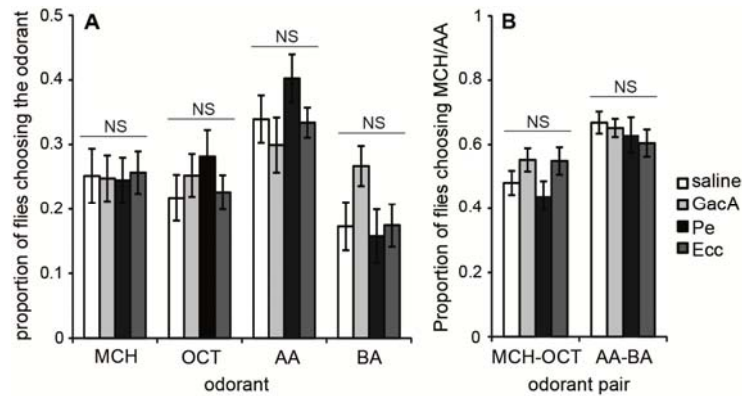 A
B
proportion of flies choosing the odorant
0.5
0.4
0.3
0.2
0.1
0
NS
NS
NS
NS
MCH
OCT
AA
BA
odorant
Proportion of flies choosing MCH/AA
1
0.8
0.6
0.4
0.2
0
NS
NS
MCH-OCT
AA-BA
odorant pair
saline
GacA
Pe
Ecc